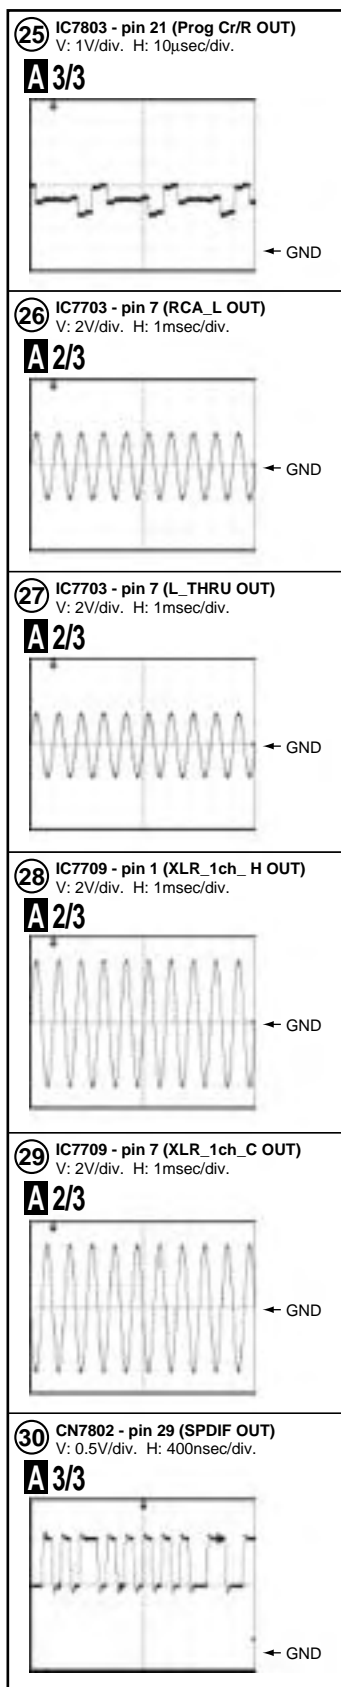 25 IC7803 - pin 21 (Prog Cr/R OUT)
V: 1V/div. H: 10μsec/div.
A 3/3
← GND
26 IC7703 - pin 7 (RCA_L OUT)
V: 2V/div. H: 1msec/div.
A 2/3
← GND
27 IC7703 - pin 7 (L_THRU OUT)
V: 2V/div. H: 1msec/div.
A 2/3
← GND
28 IC7709 - pin 1 (XLR_1ch_ H OUT)
V: 2V/div. H: 1msec/div.
A 2/3
← GND
29 IC7709 - pin 7 (XLR_1ch_C OUT)
V: 2V/div. H: 1msec/div.
A 2/3
← GND
30 CN7802 - pin 29 (SPDIF OUT)
V: 0.5V/div. H: 400nsec/div.
A 3/3
← GND